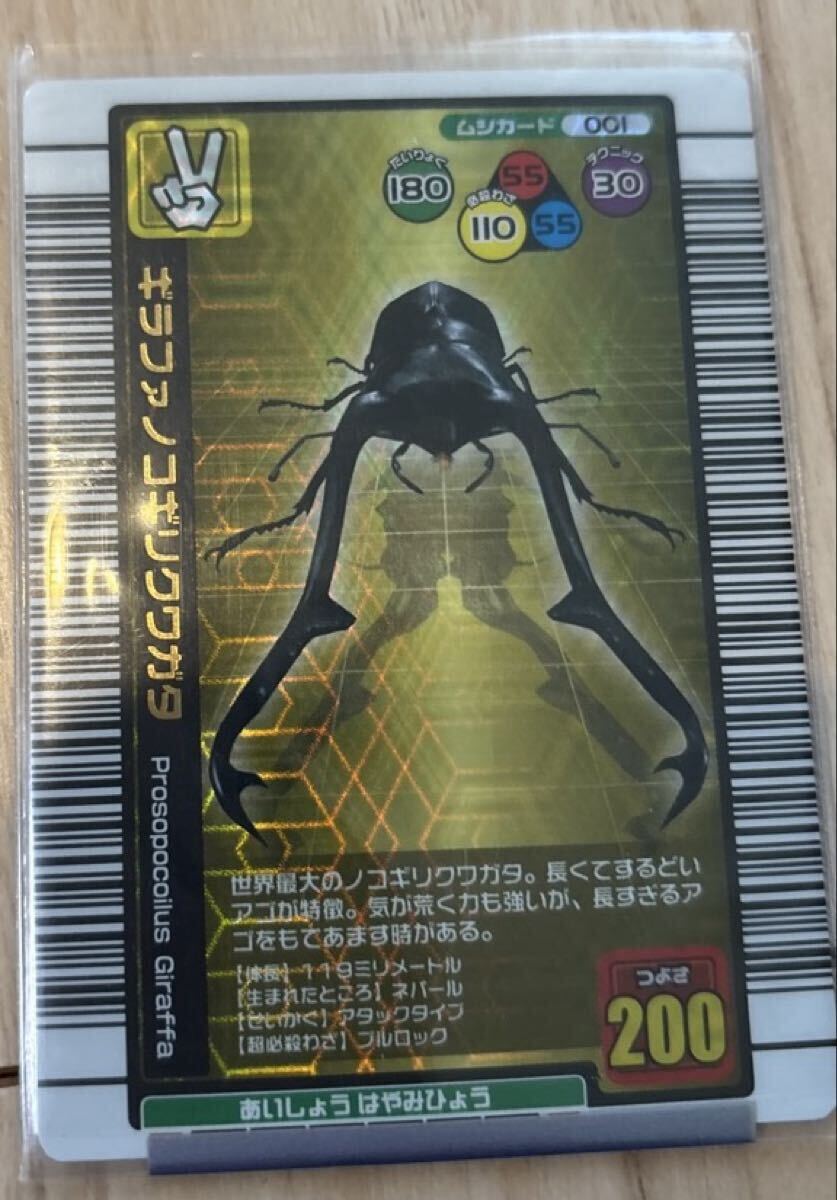 ムシカード 001
たいりょく
180
55
必殺わざ
110
55
テクニック
30
ギラファノコギリクワガタ
Prosopocoilus Giraffa
世界最大のノコギリクワガタ。長くてするどい
アゴが特徴。気が荒く力も強いが、長すぎるア
ゴをもてあます時がある。
【体長】119ミリメートル
【生まれたところ】ネパール
【せいかく】アタックタイプ
【超必殺わざ】ブルロック
つよさ
200
あいしょう はやみひょう